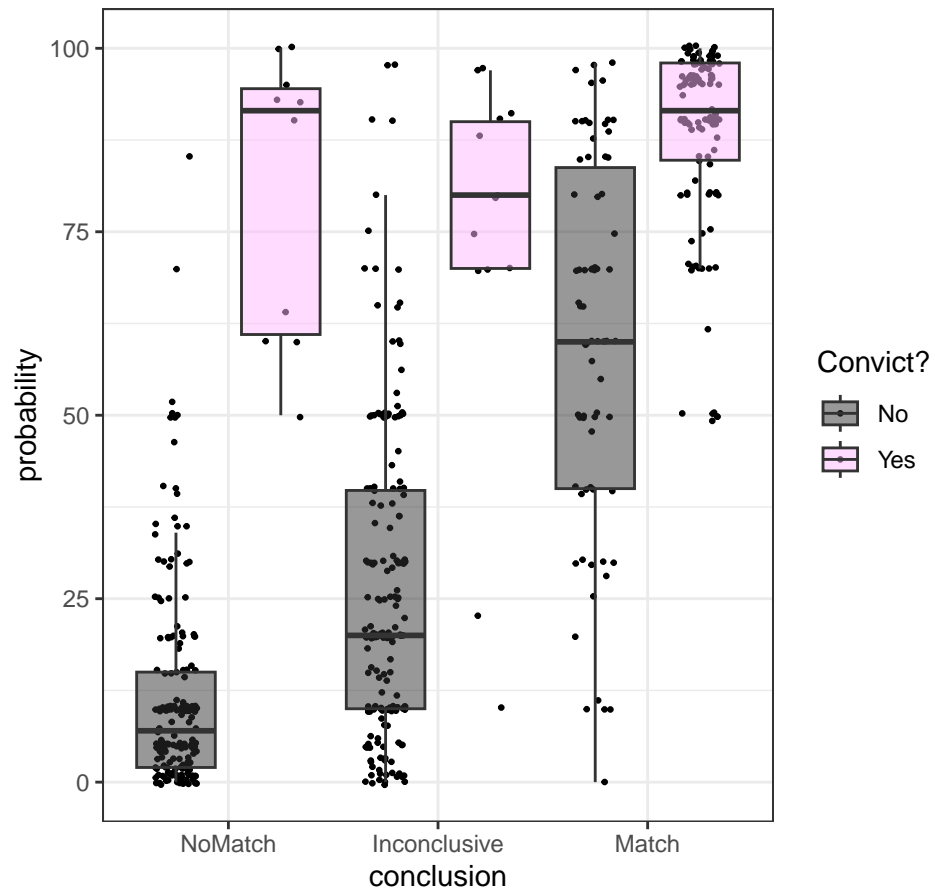 100
75
50
25
0
probability
NoMatch
Inconclusive
Match
conclusion
Convict?
No
Yes